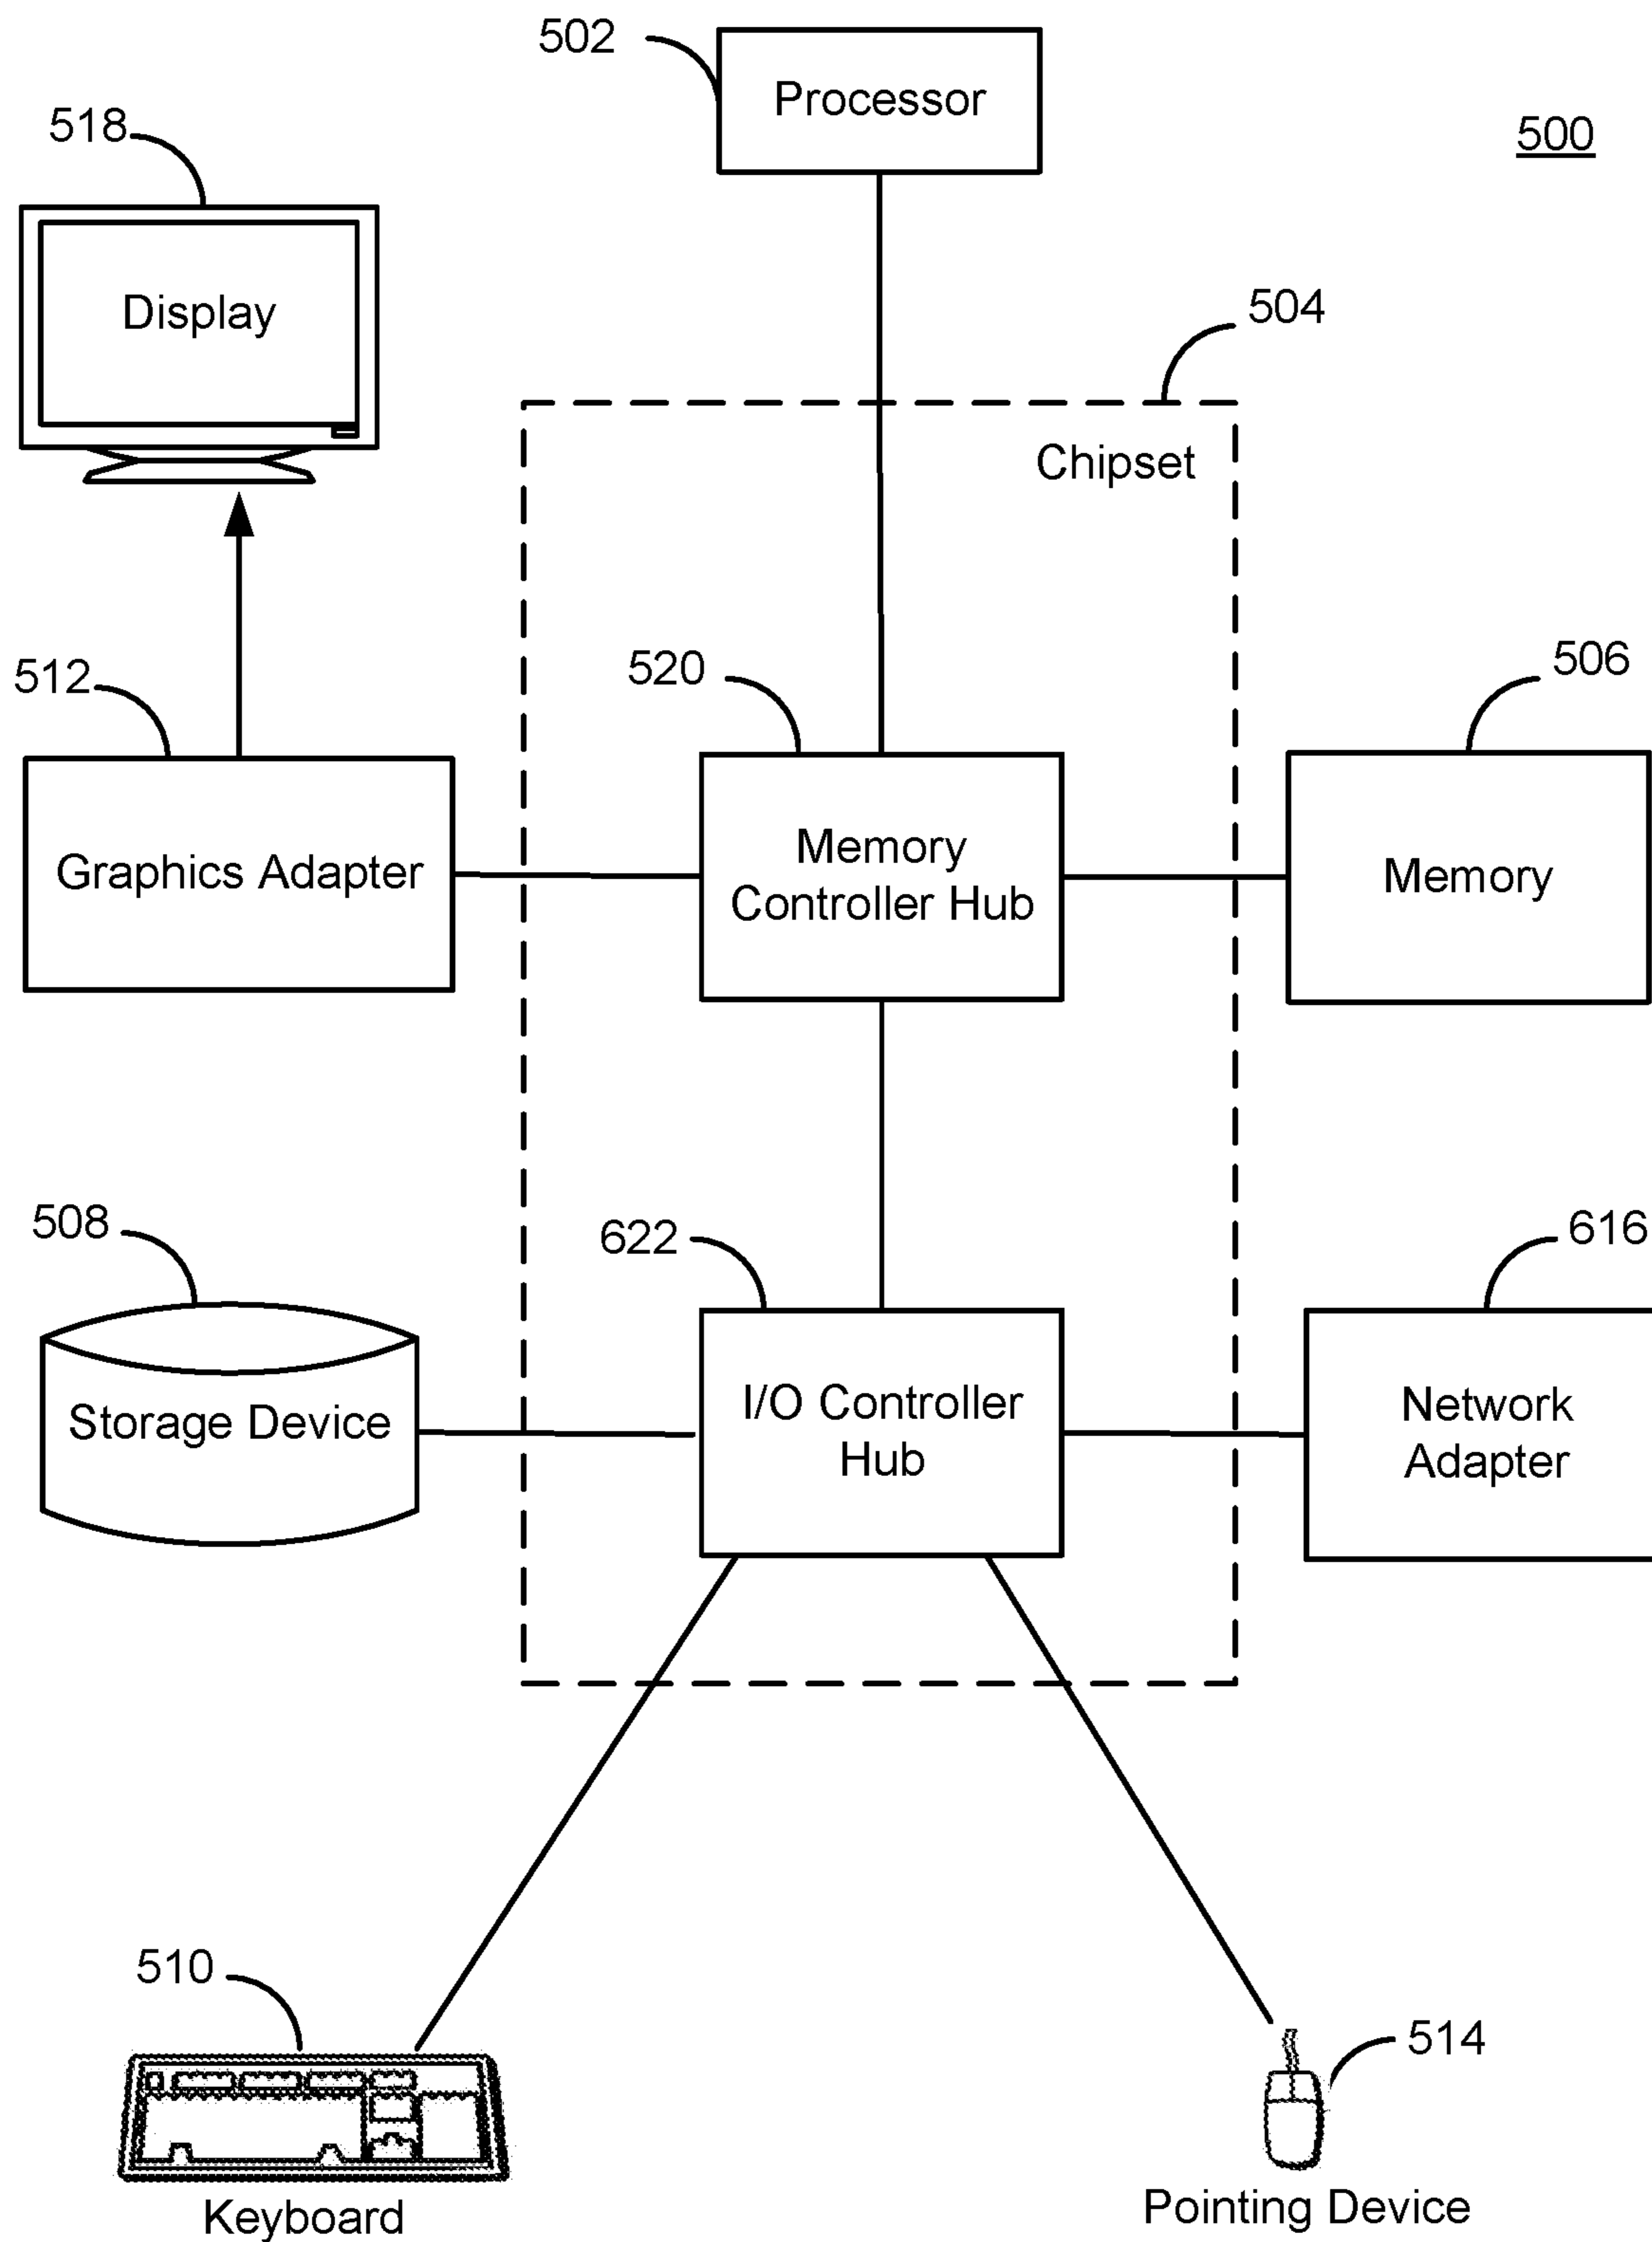 502
Processor
518
500
Display
504
Chipset
512
520
506
Graphics Adapter
Memory
Controller Hub
Memory
508
622
616
Storage Device
I/O Controller
Hub
Network
Adapter
510
514
Keyboard
Pointing Device